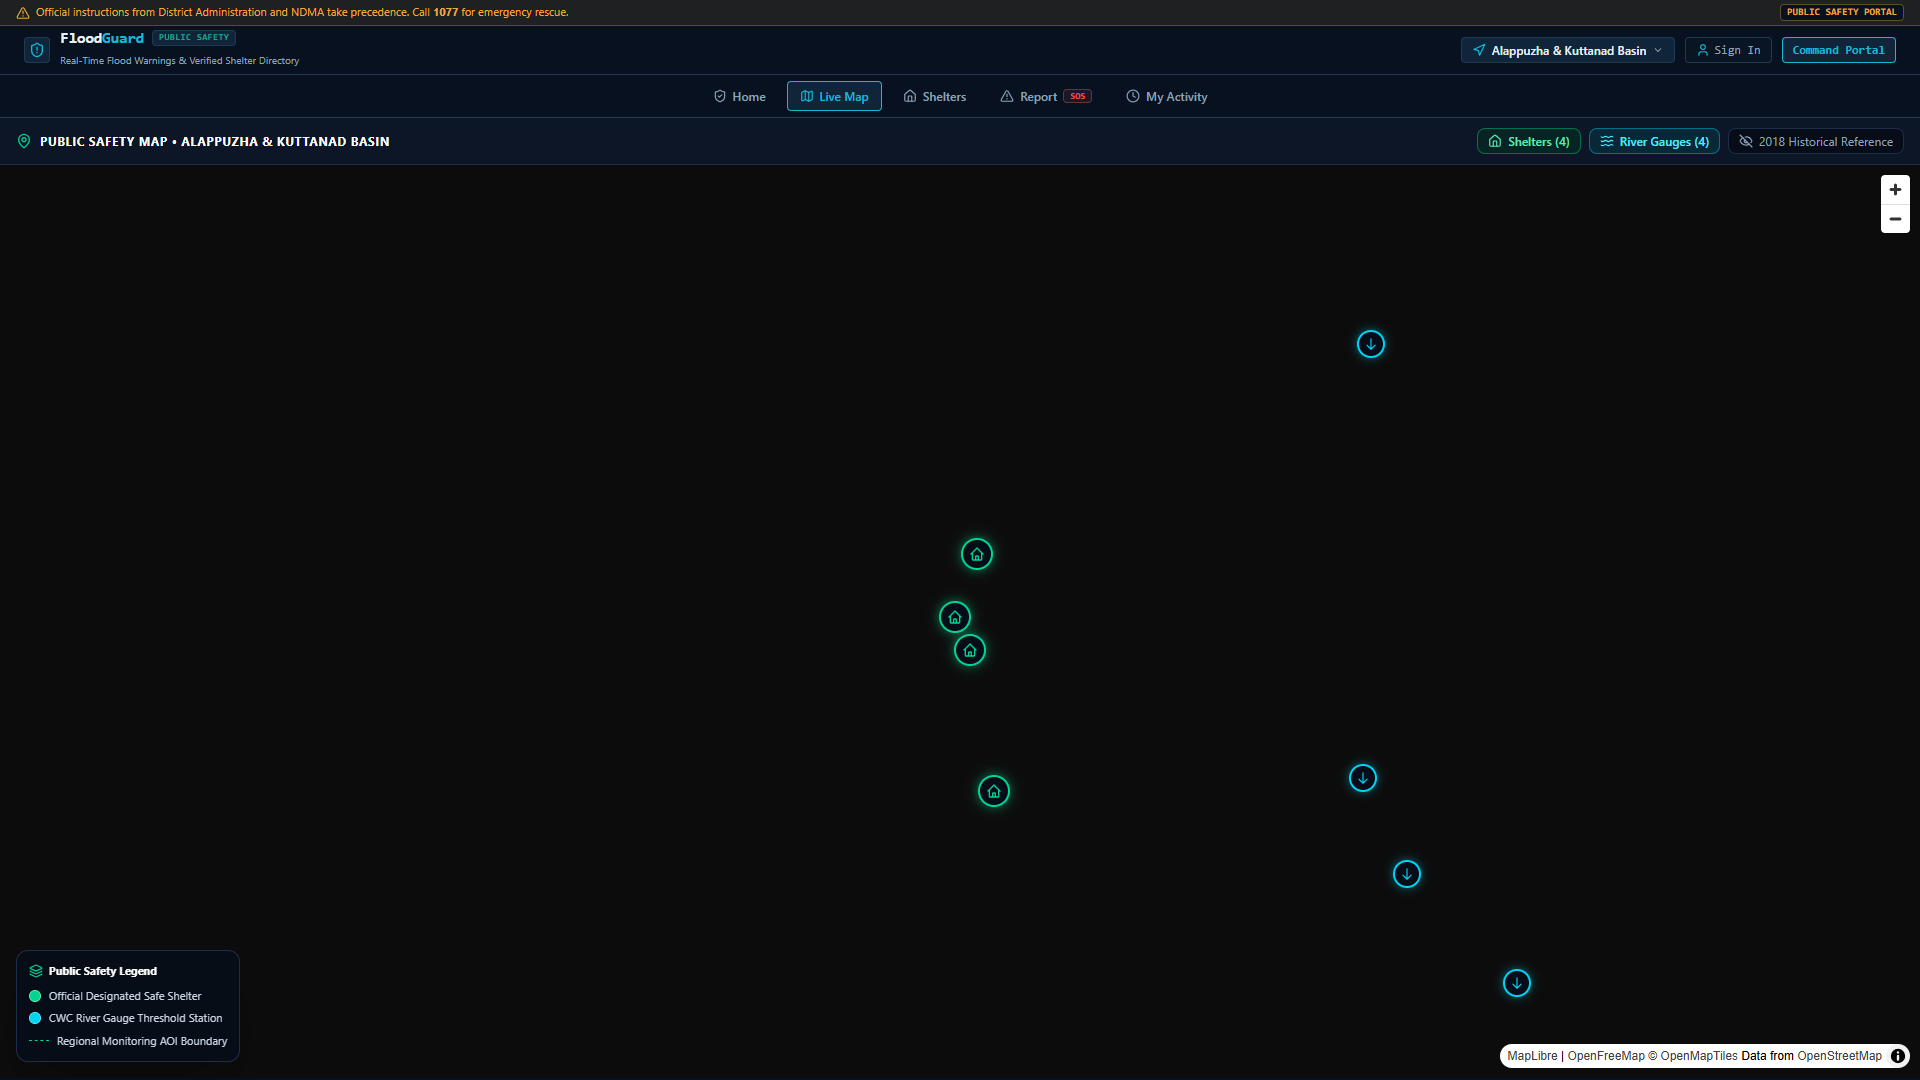 Official instructions from District Administration and NDMA take precedence. Call 1077 for emergency rescue.
PUBLIC SAFETY PORTAL
FloodGuard PUBLIC SAFETY
Real-Time Flood Warnings & Verified Shelter Directory
Alappuzha & Kuttanad Basin
Sign In
Command Portal
Home
Live Map
Shelters
Report SOS
My Activity
PUBLIC SAFETY MAP • ALAPPUZHA & KUTTANAD BASIN
Shelters (4)
River Gauges (4)
2018 Historical Reference
Public Safety Legend
Official Designated Safe Shelter
CWC River Gauge Threshold Station
Regional Monitoring AOI Boundary
MapLibre | OpenFreeMap © OpenMapTiles Data from OpenStreetMap